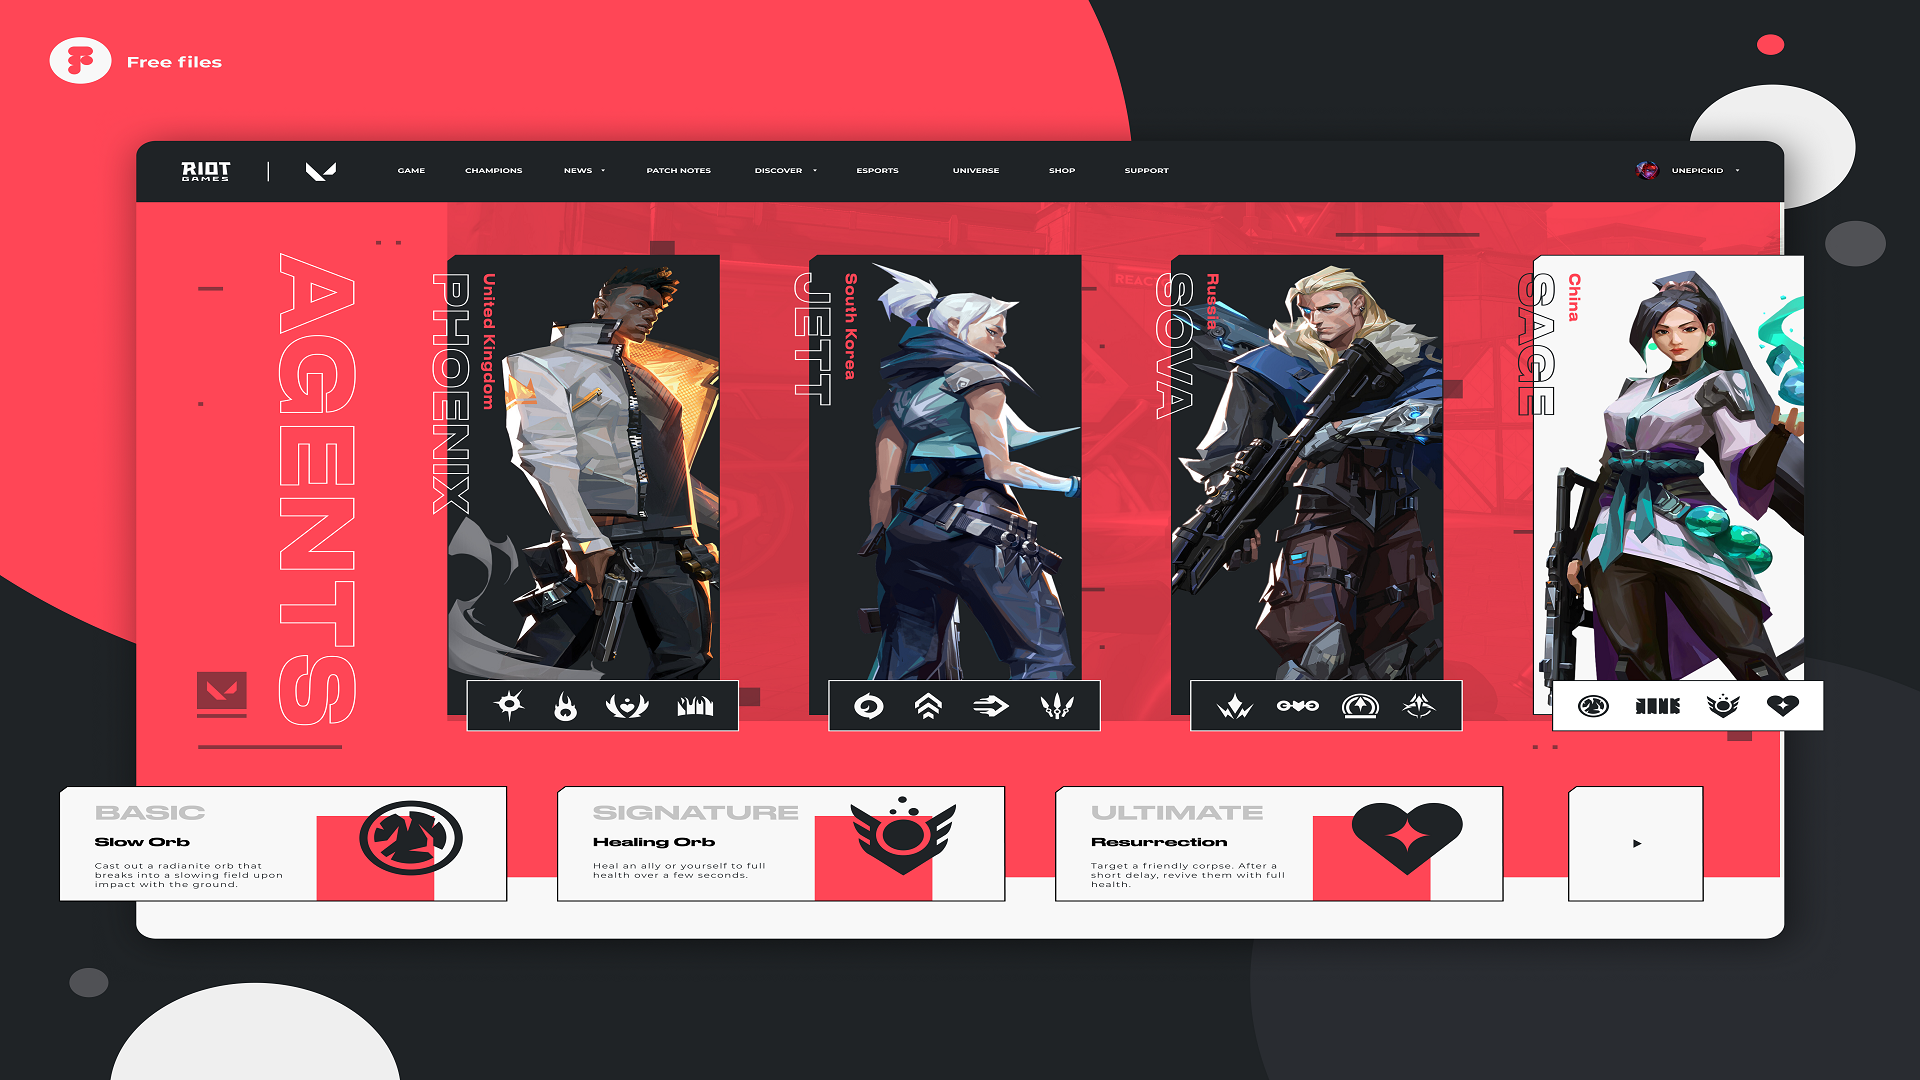 Free files
RIOT
GAMES
GAME
CHAMPIONS
NEWS
PATCH NOTES
DISCOVER
ESPORTS
UNIVERSE
SHOP
SUPPORT
UNEPICKID
AGENTS
PHOENIX
United Kingdom
JETT
South Korea
SOVA
Russia
SAGE
China
REAC
BASIC
Slow Orb
Cast out a radianite orb that
breaks into a slowing field upon
impact with the ground.
SIGNATURE
Healing Orb
Heal an ally or yourself to full
health over a few seconds.
ULTIMATE
Resurrection
Target a friendly corpse. After a
short delay, revive them with full
health.